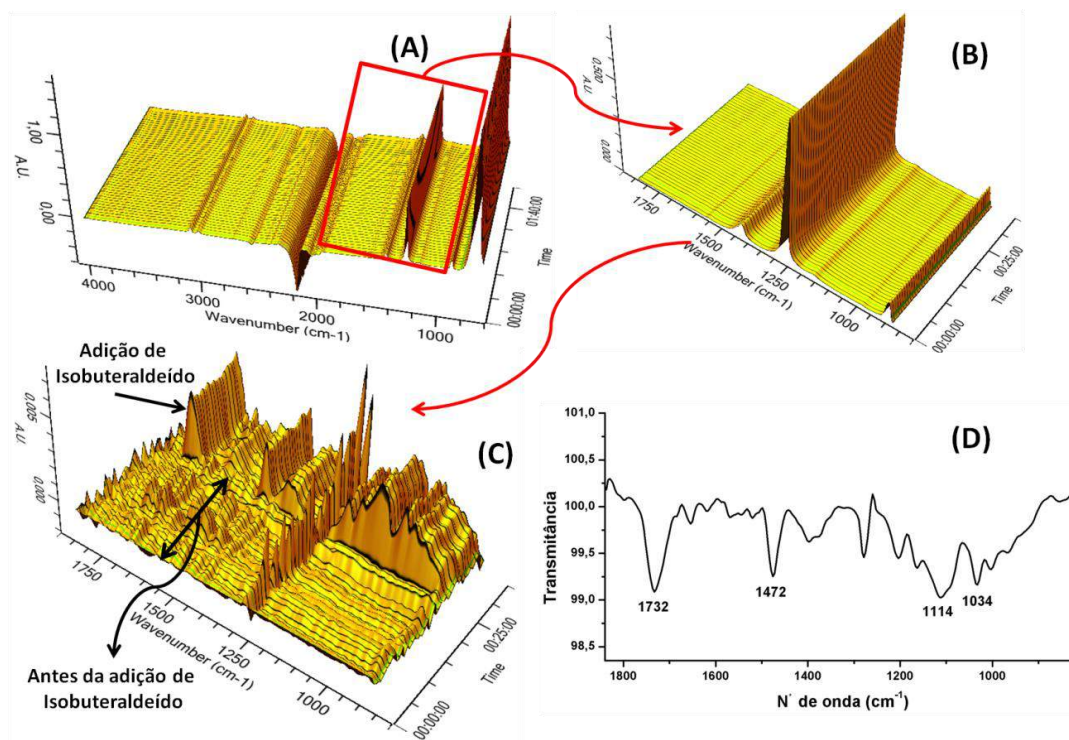 (A)
1,00
0,00
A.U.
4000
3000
2000
1000
Wavenumber (cm-1)
00:00:00
01:40:00
Time
(B)
0,500
A.U.
0,000
1750
1500
1250
1000
Wavenumber (cm-1)
00:00:00
00:25:00
Time
Adição de
Isobuteraldeído
(C)
0,005
A.U.
0,000
1750
1500
1250
1000
Wavenumber (cm-1)
00:00:00
00:25:00
Time
Antes da adição de
Isobuteraldeído
(D)
101,0
100,5
100,0
99,5
99,0
98,5
Transmitância
1732
1472
1114
1034
1800
1600
1400
1200
1000
N˙ de onda (cm-1)